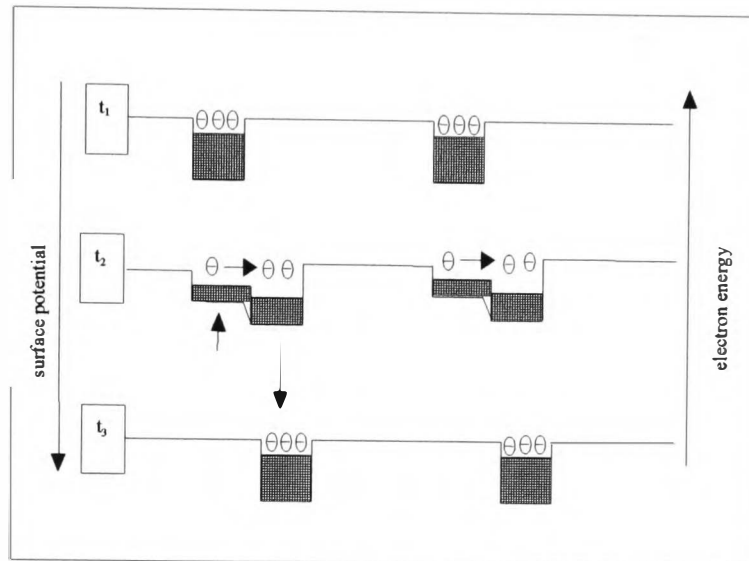 t1
⊖⊖⊖
⊖⊖⊖
t2
⊖ ⊖ ⊖
⊖ ⊖ ⊖
t3
⊖⊖⊖
⊖⊖⊖
surface potential
electron energy